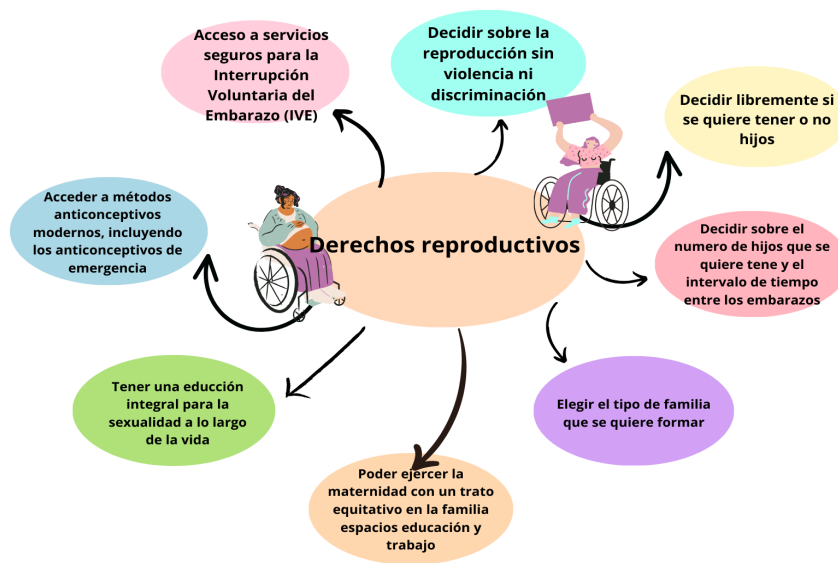 Derechos reproductivos
Acceso a servicios
seguros para la
Interrupción
Voluntaria del
Embarazo (IVE)
Decidir sobre la
reproducción sin
violencia ni
discriminación
Decidir libremente si
se quiere tener o no
hijos
Decidir sobre el
numero de hijos que se
quiere tene y el
intervalo de tiempo
entre los embarazos
Elegir el tipo de familia
que se quiere formar
Poder ejercer la
maternidad con un trato
equitativo en la familia
espacios educación y
trabajo
Tener una educción
integral para la
sexualidad a lo largo
de la vida
Acceder a métodos
anticonceptivos
modernos, incluyendo
los anticonceptivos de
emergencia